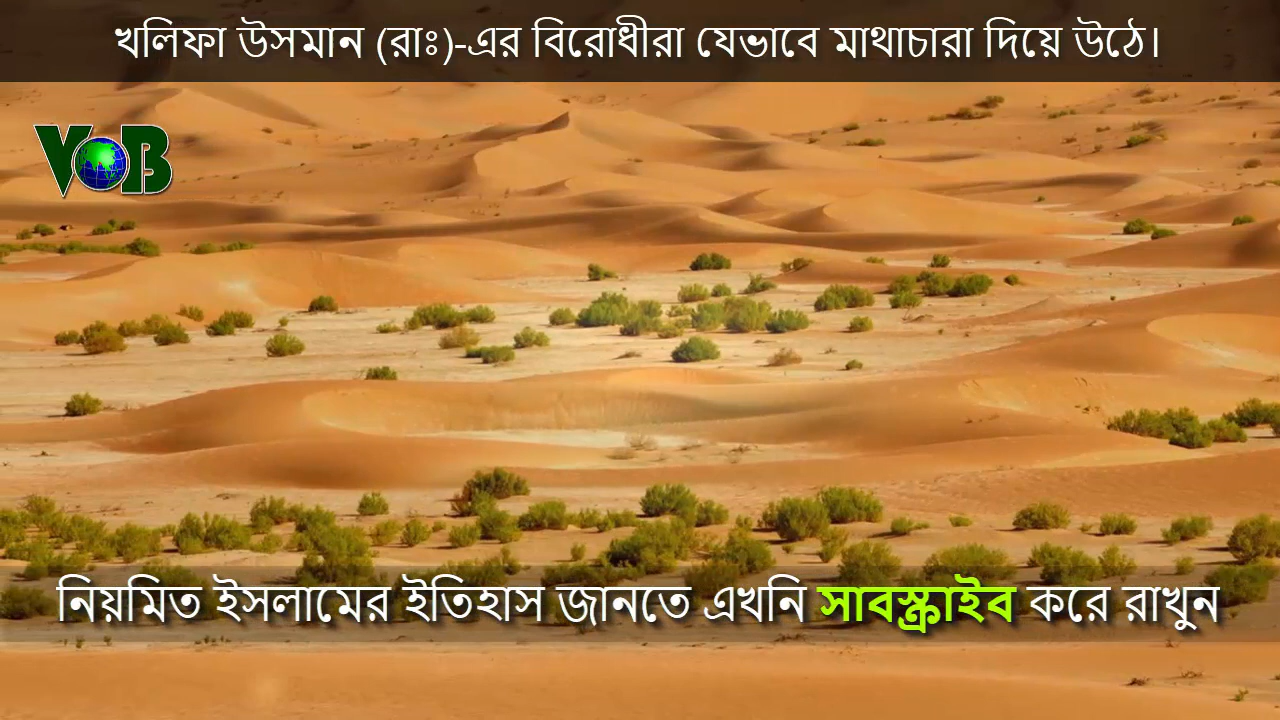 খলিফা উসমান (রাঃ)-এর বিরোধীরা যেভাবে মাথাচারা দিয়ে উঠে।
VOB
নিয়মিত ইসলামের ইতিহাস জানতে এখনি সাবস্ক্রাইব করে রাখুন